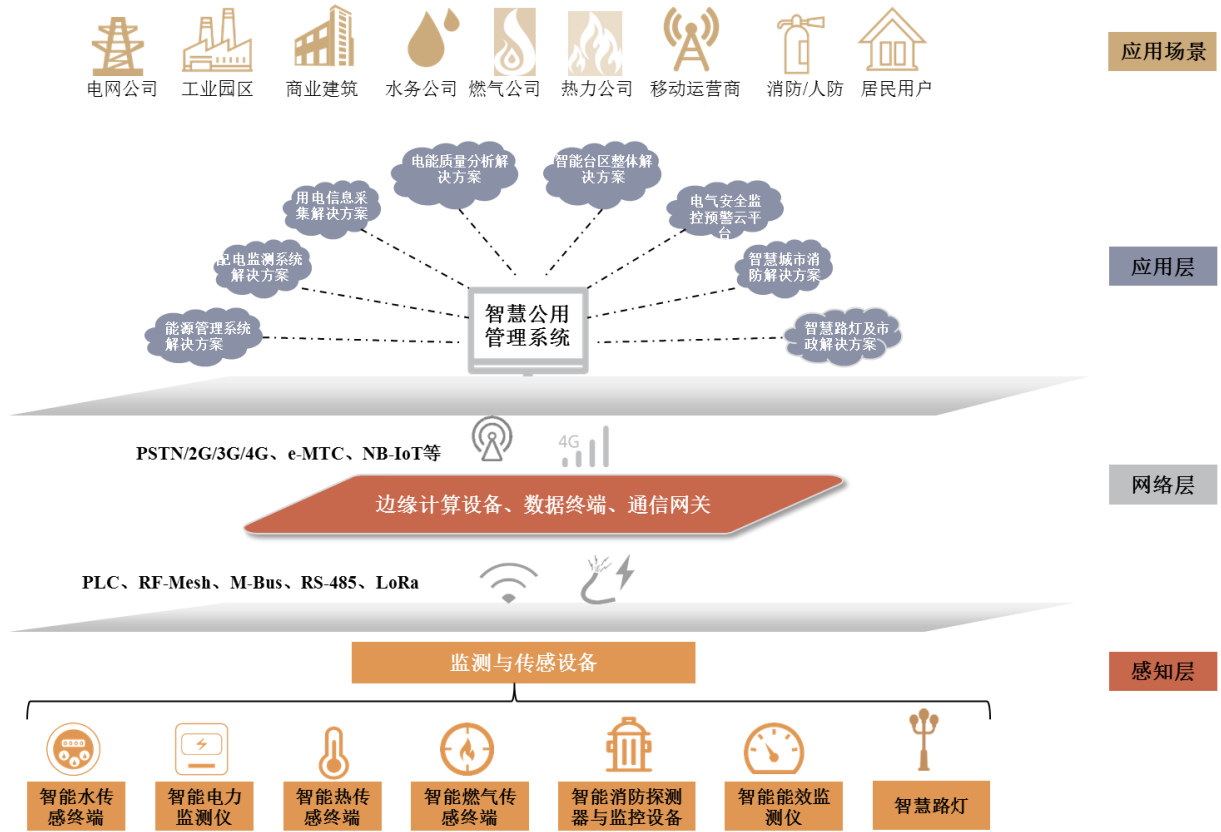 电网公司
工业园区
商业建筑
水务公司
燃气公司
热力公司
移动运营商
消防/人防
居民用户
应用场景
电能质量分析解
决方案
智能台区整体解
决方案
用电信息采
集解决方案
电气安全监
控预警云平
台
配电监测系统
解决方案
智慧城市消
防解决方案
能源管理系统
解决方案
智慧路灯及市
政解决方案
智慧公用
管理系统
应用层
PSTN/2G/3G/4G、e-MTC、NB-IoT等
4G
边缘计算设备、数据终端、通信网关
网络层
PLC、RF-Mesh、M-Bus、RS-485、LoRa
监测与传感设备
感知层
智能水传
感终端
智能电力
监测仪
智能热传
感终端
智能燃气传
感终端
智能消防探测
器与监控设备
智能能效监
测仪
智慧路灯